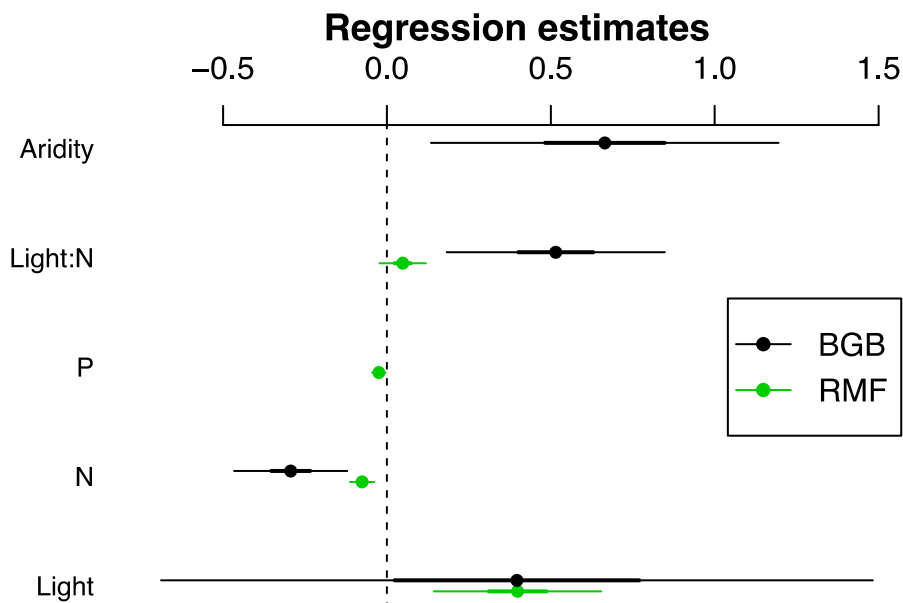 Regression estimates
−0.5 0.0 0.5 1.0 1.5
Aridity
Light:N
P
N
Light
BGB
RMF